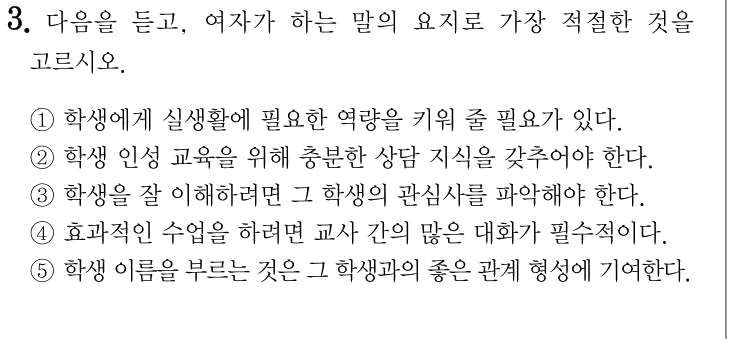 3. 다음을 듣고, 여자가 하는 말의 요지로 가장 적절한 것을
고르시오.
① 학생에게 실생활에 필요한 역량을 키워 줄 필요가 있다.
② 학생 인성 교육을 위해 충분한 상담 지식을 갖추어야 한다.
③ 학생을 잘 이해하려면 그 학생의 관심사를 파악해야 한다.
④ 효과적인 수업을 하려면 교사 간의 많은 대화가 필수적이다.
⑤ 학생 이름을 부르는 것은 그 학생과의 좋은 관계 형성에 기여한다.